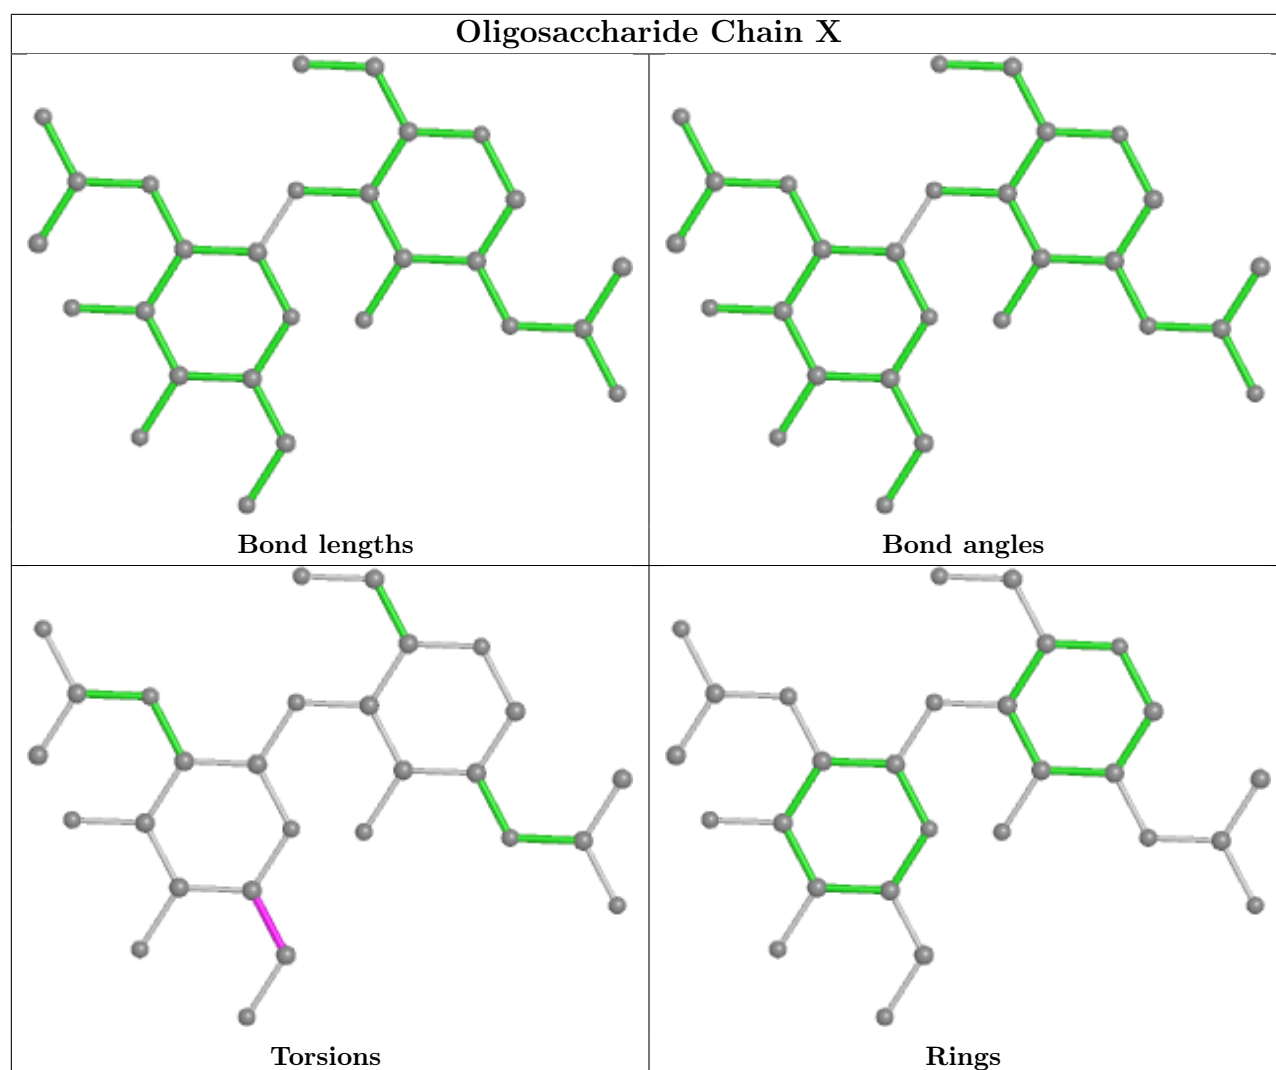 Oligosaccharide Chain X
Bond lengths
Bond angles
Torsions
Rings